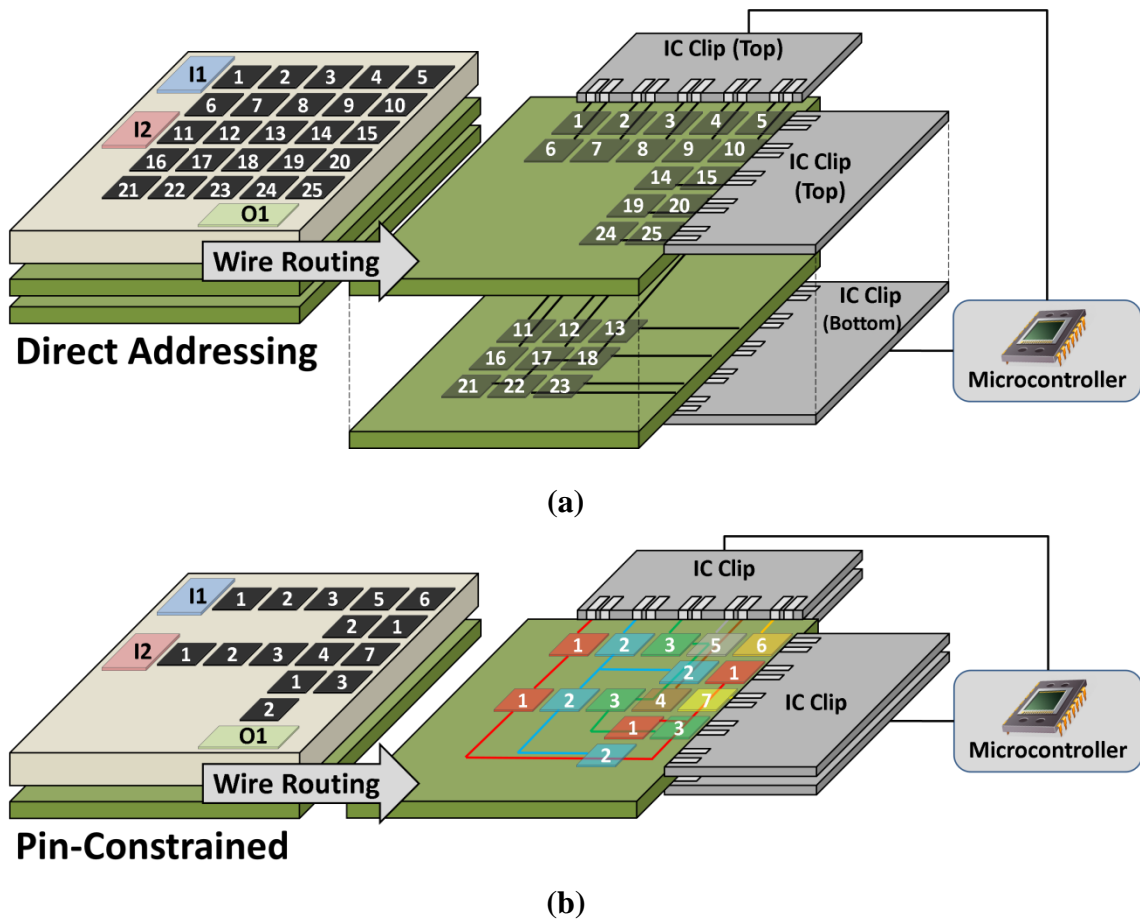 IC Clip (Top)
I1 1 2 3 4 5
6 7 8 9 10
I2 11 12 13 14 15
16 17 18 19 20
21 22 23 24 25
O1
1 2 3 4 5
6 7 8 9 10
14 15
19 20
24 25
IC Clip
(Top)
Wire Routing
Direct Addressing
11 12 13
16 17 18
21 22 23
IC Clip
(Bottom)
Microcontroller
(a)
IC Clip
I1 1 2 3 5 6
2 1
I2 1 2 3 4 7
1 3
2
O1
1 2 3 5 6
2 1
1 2 3 4 7
1 3
2
IC Clip
Wire Routing
Microcontroller
Pin-Constrained
(b)